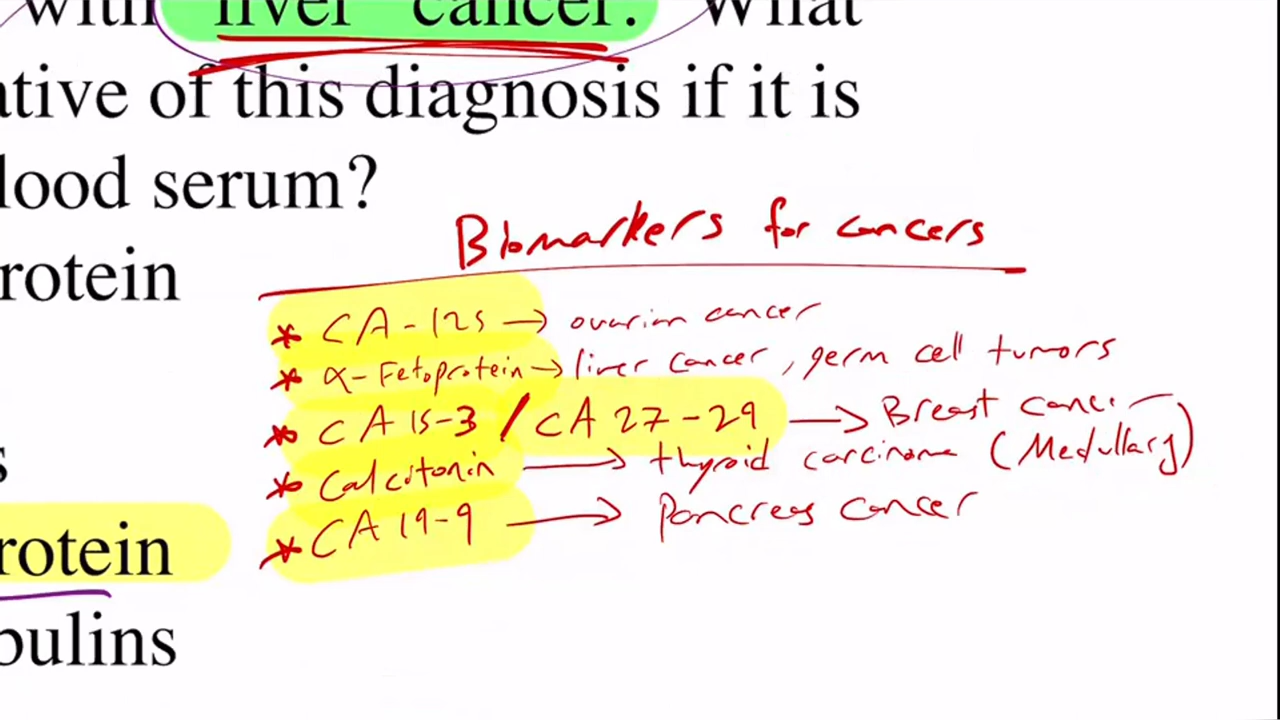 with liver cancer. What
ative of this diagnosis if it is
lood serum?
Biomarkers for cancers
rotein
* CA-125 → ovarian cancer
* α-Fetoprotein → liver cancer, germ cell tumors
* CA 15-3 / CA 27-29 → Breast cancer
* Calcitonin → thyroid carcinoma (Medullary)
s
* CA 19-9 → Pancreas cancer
rotein
bulins